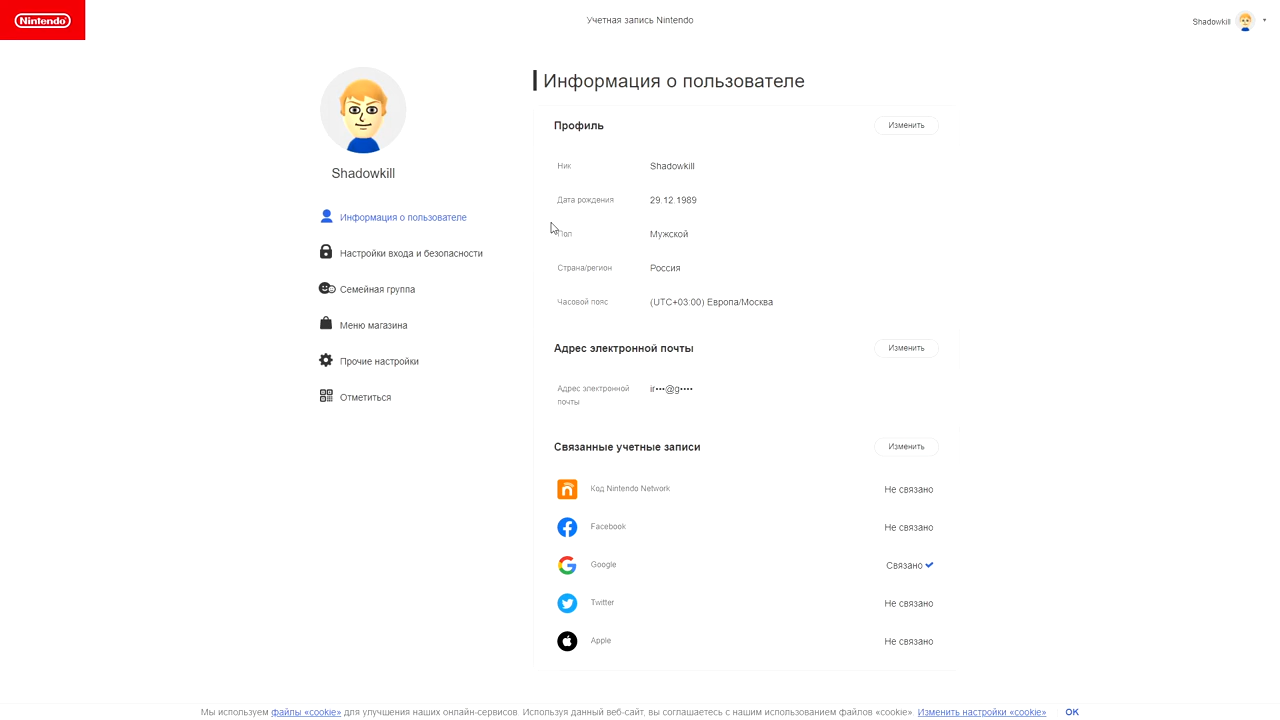 Nintendo
Учетная запись Nintendo
Shadowkill
Shadowkill
Информация о пользователе
Настройки входа и безопасности
Семейная группа
Меню магазина
Прочие настройки
Отметиться
Информация о пользователе
Профиль
Изменить
Ник
Shadowkill
Дата рождения
29.12.1989
Пол
Мужской
Страна/регион
Россия
Часовой пояс
(UTC+03:00) Европа/Москва
Адрес электронной почты
Изменить
Адрес электронной
почты
ir•••@g••••
Связанные учетные записи
Изменить
Код Nintendo Network
Не связано
Facebook
Не связано
Google
Связано
Twitter
Не связано
Apple
Не связано
Мы используем файлы «cookie» для улучшения наших онлайн-сервисов. Используя данный веб-сайт, вы соглашаетесь с нашим использованием файлов «cookie». Изменить настройки «cookie» OK